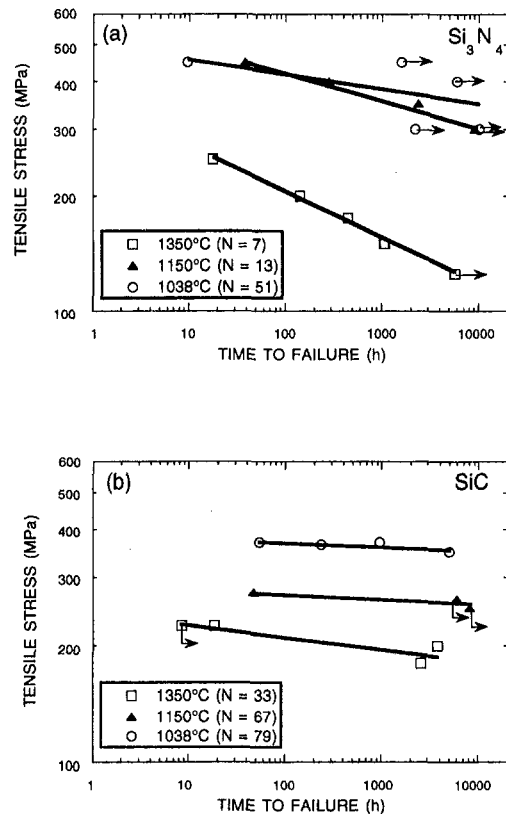 (a)
Si3N4
TENSILE STRESS (MPa)
600
500
400
300
200
100
□ 1350°C (N = 7)
▲ 1150°C (N = 13)
○ 1038°C (N = 51)
1 10 100 1000 10000
TIME TO FAILURE (h)
(b)
SiC
TENSILE STRESS (MPa)
600
500
400
300
200
100
□ 1350°C (N = 33)
▲ 1150°C (N = 67)
○ 1038°C (N = 79)
1 10 100 1000 10000
TIME TO FAILURE (h)